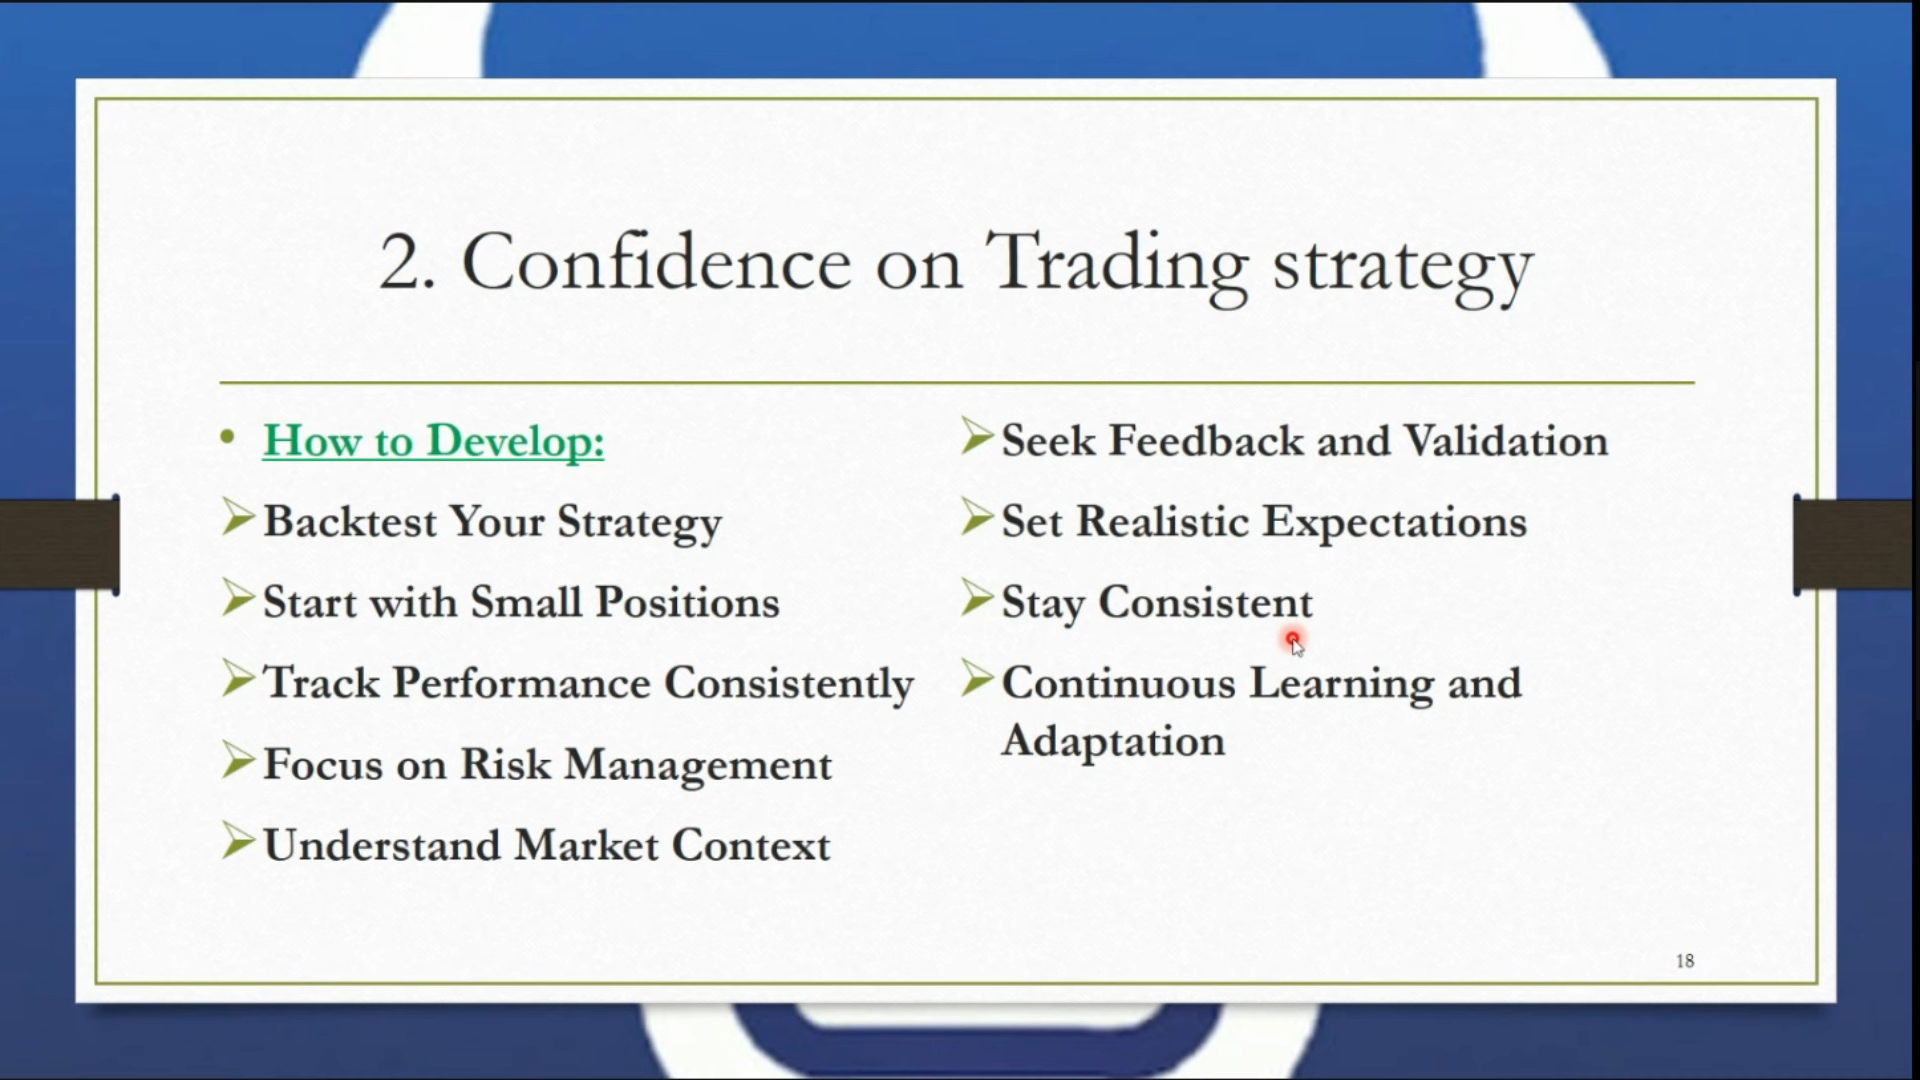 2. Confidence on Trading strategy
• How to Develop:
Backtest Your Strategy
Start with Small Positions
Track Performance Consistently
Focus on Risk Management
Understand Market Context
Seek Feedback and Validation
Set Realistic Expectations
Stay Consistent
Continuous Learning and
Adaptation
18